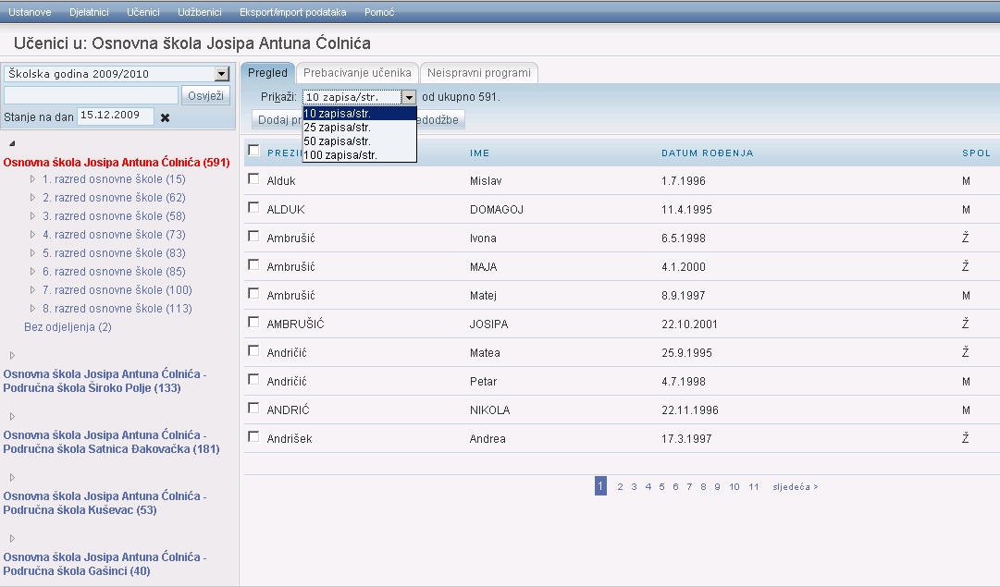 Ustanove Djelatnici Učenici Udžbenici Eksport/import podataka Pomoć
Učenici u: Osnovna škola Josipa Antuna Ćolnića
Školska godina 2009/2010
Osvježi
Stanje na dan 15.12.2009
Osnovna škola Josipa Antuna Ćolnića (591)
1. razred osnovne škole (15)
2. razred osnovne škole (62)
3. razred osnovne škole (58)
4. razred osnovne škole (73)
5. razred osnovne škole (83)
6. razred osnovne škole (85)
7. razred osnovne škole (100)
8. razred osnovne škole (113)
Bez odjeljenja (2)
Osnovna škola Josipa Antuna Ćolnića -
Područna škola Široko Polje (133)
Osnovna škola Josipa Antuna Ćolnića -
Područna škola Satnica Đakovačka (181)
Osnovna škola Josipa Antuna Ćolnića -
Područna škola Kuševac (53)
Osnovna škola Josipa Antuna Ćolnića -
Područna škola Gašinci (40)
Pregled Prebacivanje učenika Neispravni programi
Prikaži: 10 zapisa/str. od ukupno 591.
10 zapisa/str.
25 zapisa/str.
50 zapisa/str.
100 zapisa/str.
Dodaj
IME DATUM ROĐENJA SPOL
Alduk Mislav 1.7.1996 M
ALDUK DOMAGOJ 11.4.1995 M
Ambrušić Ivona 6.5.1998 Ž
Ambrušić MAJA 4.1.2000 Ž
Ambrušić Matej 8.9.1997 M
AMBRUŠIĆ JOSIPA 22.10.2001 Ž
Andričić Matea 25.9.1995 Ž
Andričić Petar 4.7.1998 M
ANDRIĆ NIKOLA 22.11.1996 M
Andrišek Andrea 17.3.1997 Ž
1 2 3 4 5 6 7 8 9 10 11 sljedeća >